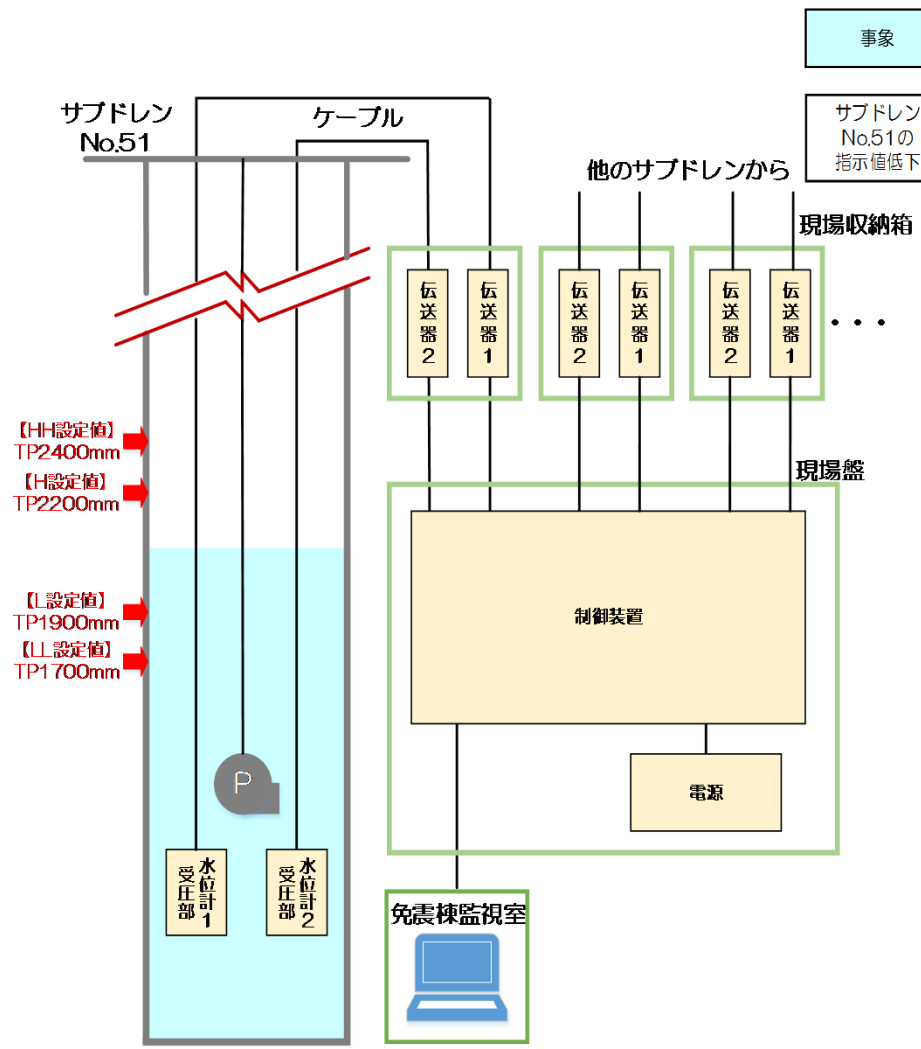 事象
サブドレン
No.51の
指示値低下
サブドレン
No.51
ケーブル
他のサブドレンから
現場収納箱
伝送器2
伝送器1
伝送器2
伝送器1
伝送器2
伝送器1
・・・
【HH設定値】
TP2400mm
【H設定値】
TP2200mm
【L設定値】
TP1900mm
【LL設定値】
TP1700mm
現場盤
制御装置
電源
P
水位計1
受圧部
水位計2
受圧部
免震棟監視室